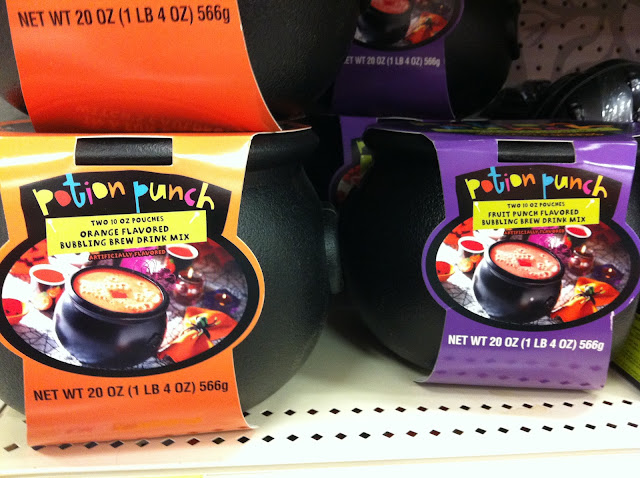 NET WT 20 OZ (1 LB 4 OZ) 566g
ET WT 20 OZ (1 LB 4 OZ) 566g
potion punch
TWO 10 OZ POUCHES
ORANGE FLAVORED
BUBBLING BREW DRINK MIX
ARTIFICIALLY FLAVORED
NET WT 20 OZ (1 LB 4 OZ) 566g
potion punch
TWO 10 OZ POUCHES
FRUIT PUNCH FLAVORED
BUBBLING BREW DRINK MIX
ARTIFICIALLY FLAVORED
NET WT 20 OZ (1 LB 4 OZ) 566g